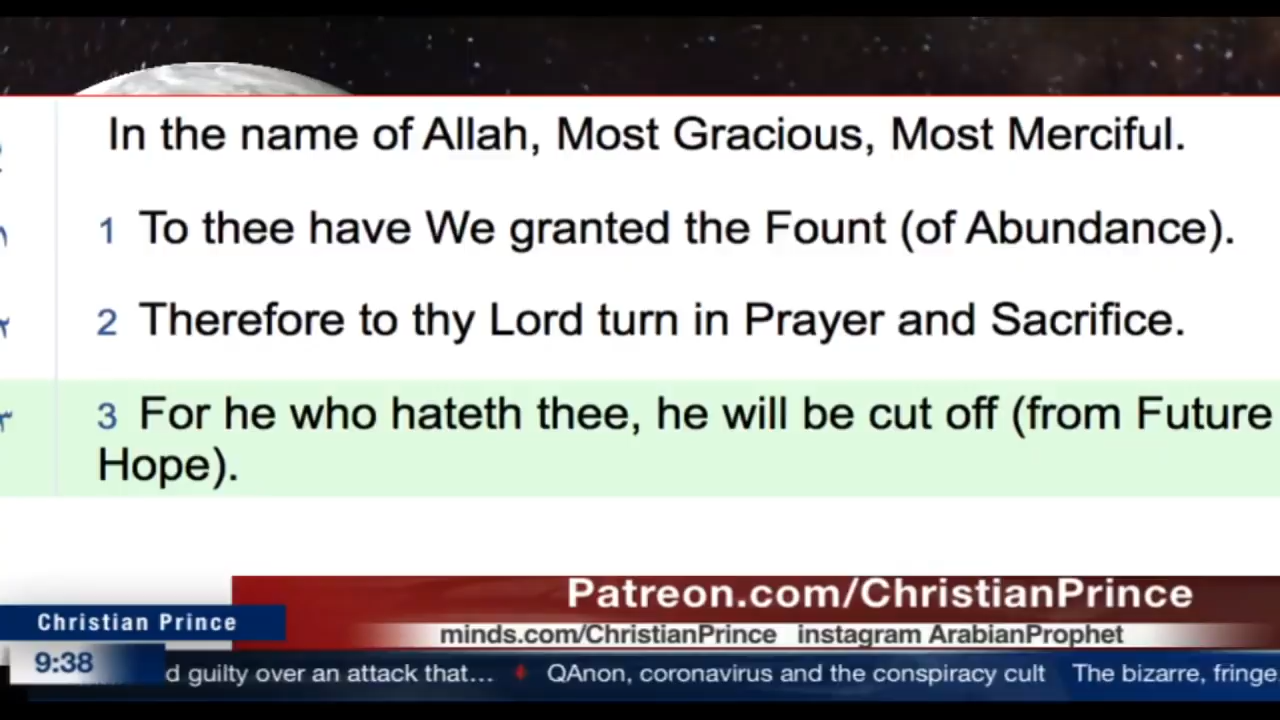 In the name of Allah, Most Gracious, Most Merciful.
1 To thee have We granted the Fount (of Abundance).
2 Therefore to thy Lord turn in Prayer and Sacrifice.
3 For he who hateth thee, he will be cut off (from Future
Hope).
Patreon.com/ChristianPrince
Christian Prince
minds.com/ChristianPrince instagram ArabianProphet
9:38
d guilty over an attack that... QAnon, coronavirus and the conspiracy cult The bizarre, fringe